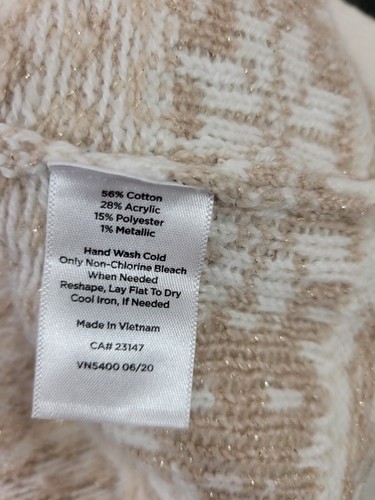 56% Cotton
28% Acrylic
15% Polyester
1% Metallic
Hand Wash Cold
Only Non-Chlorine Bleach
When Needed
Reshape, Lay Flat To Dry
Cool Iron, If Needed
Made In Vietnam
CA# 23147
VN5400 06/20